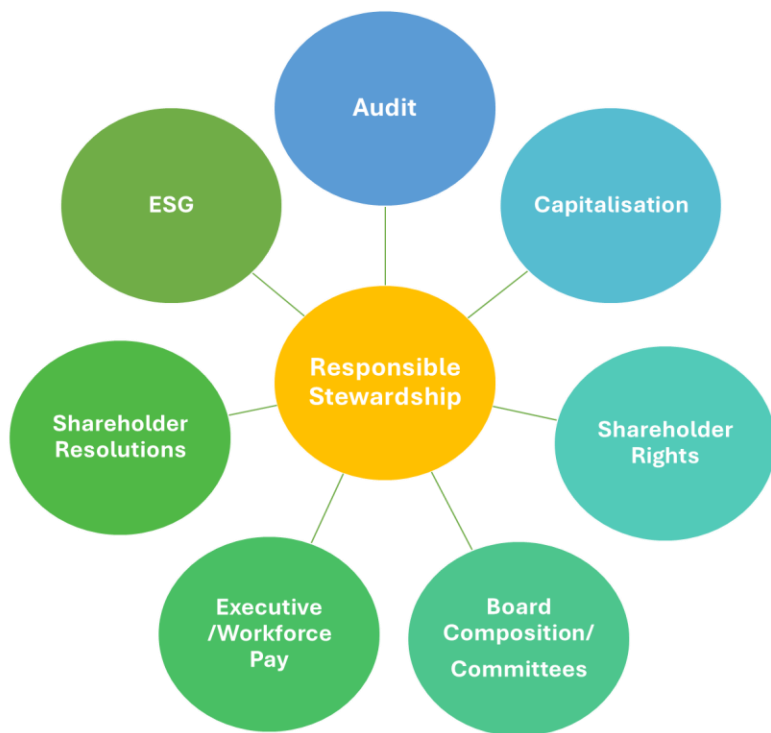 Audit
Capitalisation
Shareholder
Rights
Board
Composition/
Committees
Executive
/Workforce
Pay
Shareholder
Resolutions
ESG
Responsible
Stewardship